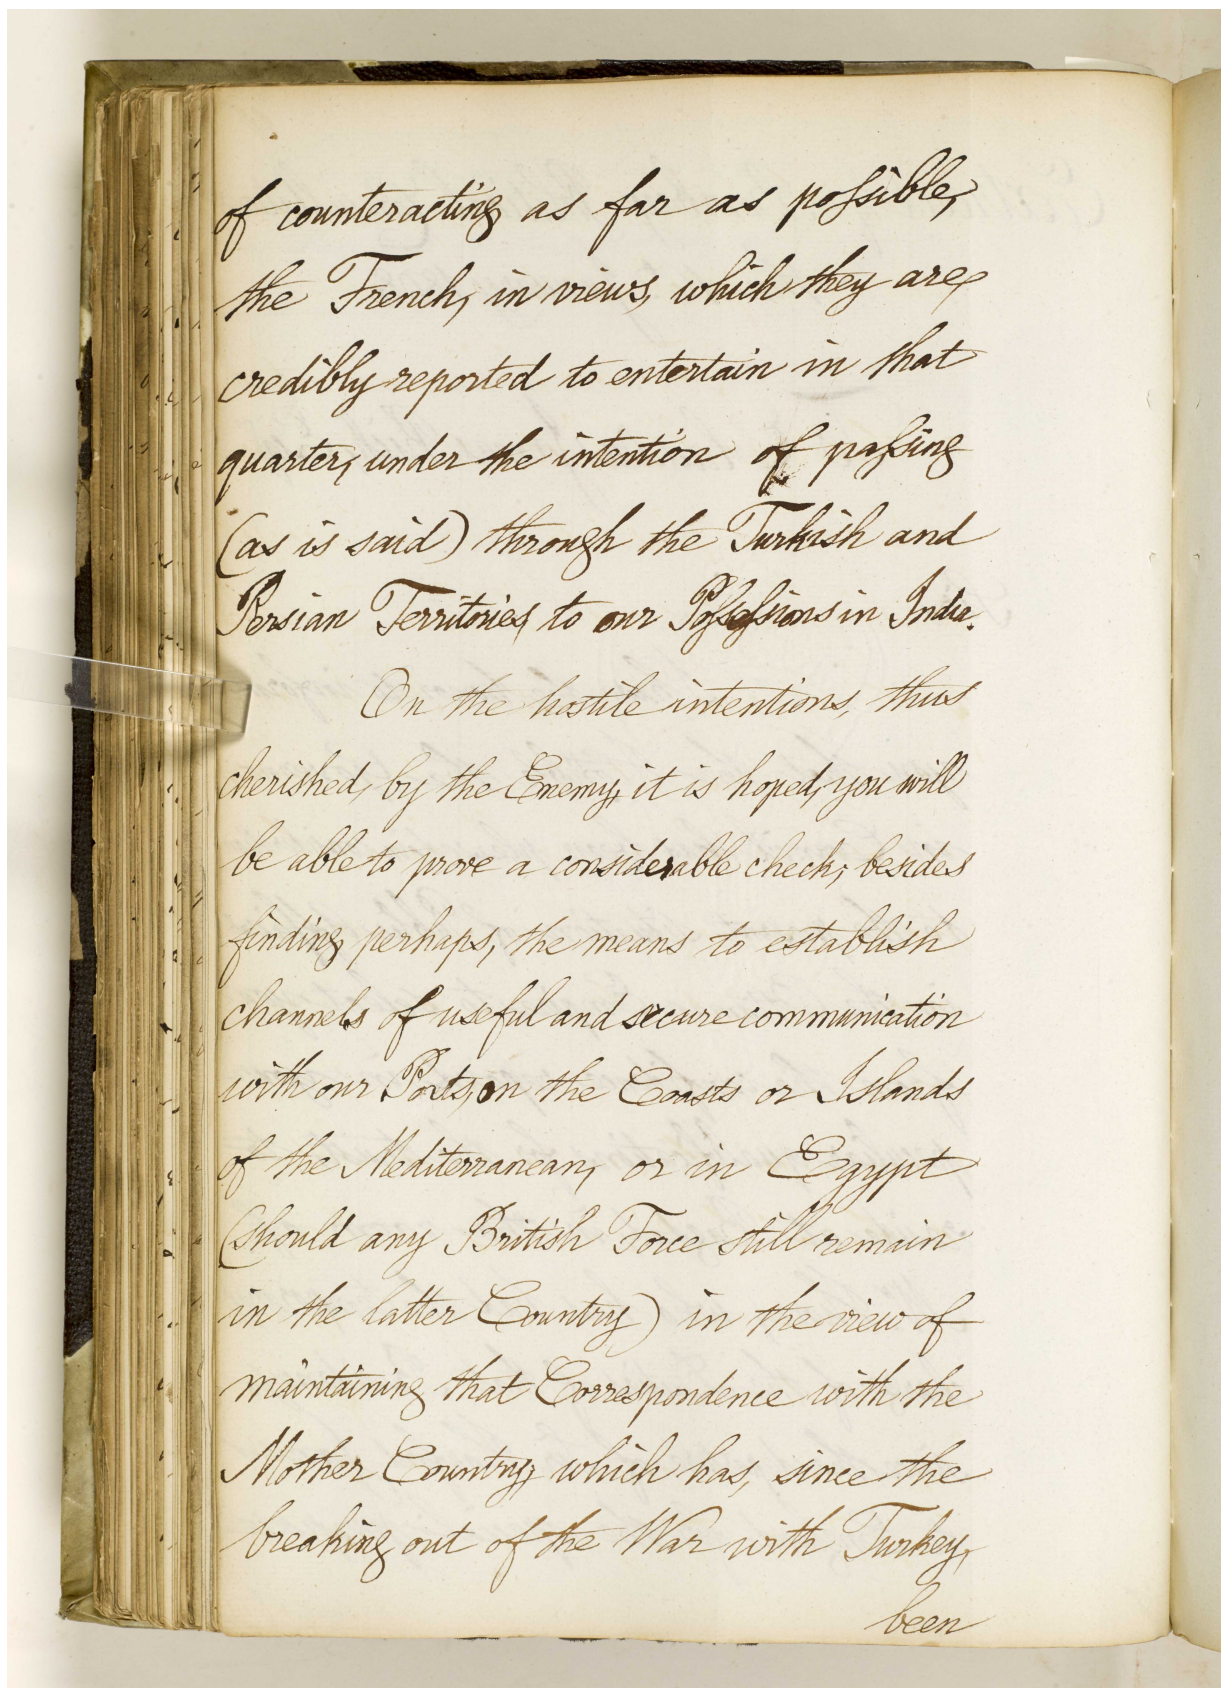 of counteracting as far as possible,
the French, in views, which they are,
credibly reported to entertain in that
quarter, under the intention of passing
(as is said) through the Turkish and
Persian Territories, to our Possessions in India.
On the hostile intentions, thus
cherished, by the Enemy, it is hoped, you will
be able to prove a considerable check; besides
finding, perhaps, the means to establish
channels of useful and secure communication
with our Posts, on the Coasts or Islands
of the Mediterranean, or in Egypt
(should any British Force still remain
in the latter Country) in the view of
maintaining that Correspondence with the
Mother Country, which has, since the
breaking out of the War with Turkey,
been